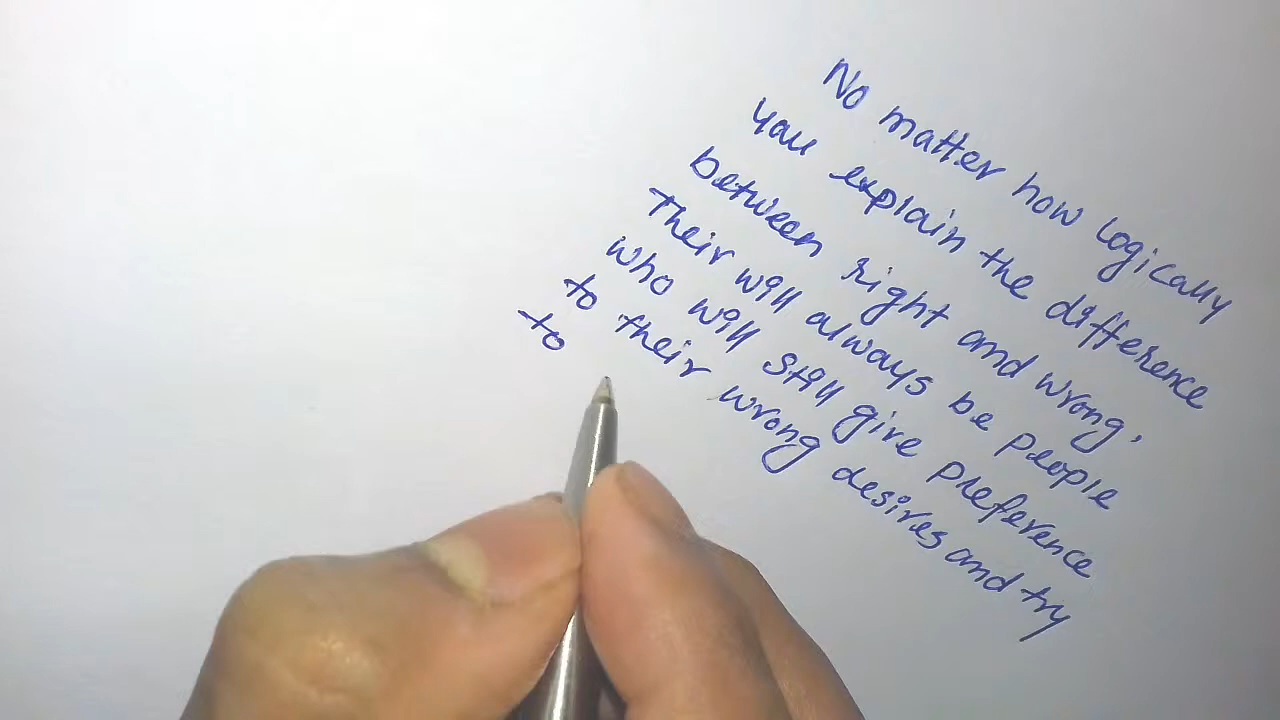 No matter how logically
you explain the difference
between right and wrong,
Their will always be people
who will still give preference
to their wrong desires and try
to